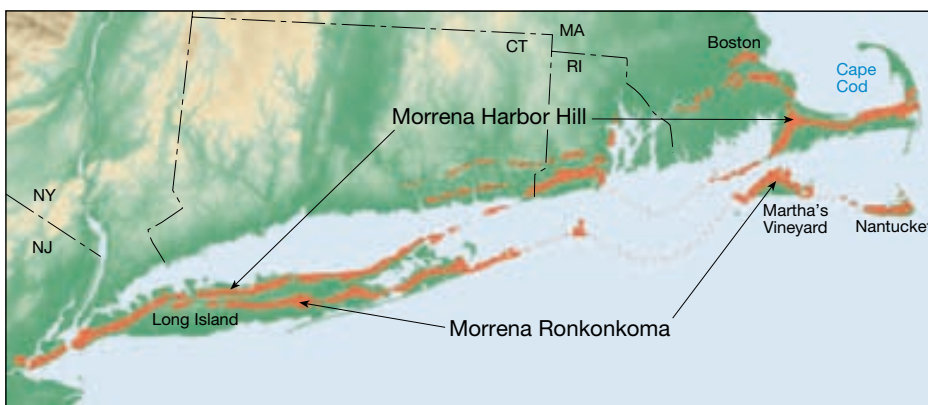 MA
CT
RI
Boston
Cape
Cod
Morrena Harbor Hill
NY
NJ
Martha's
Vineyard
Nantucket
Long Island
Morrena Ronkonkoma